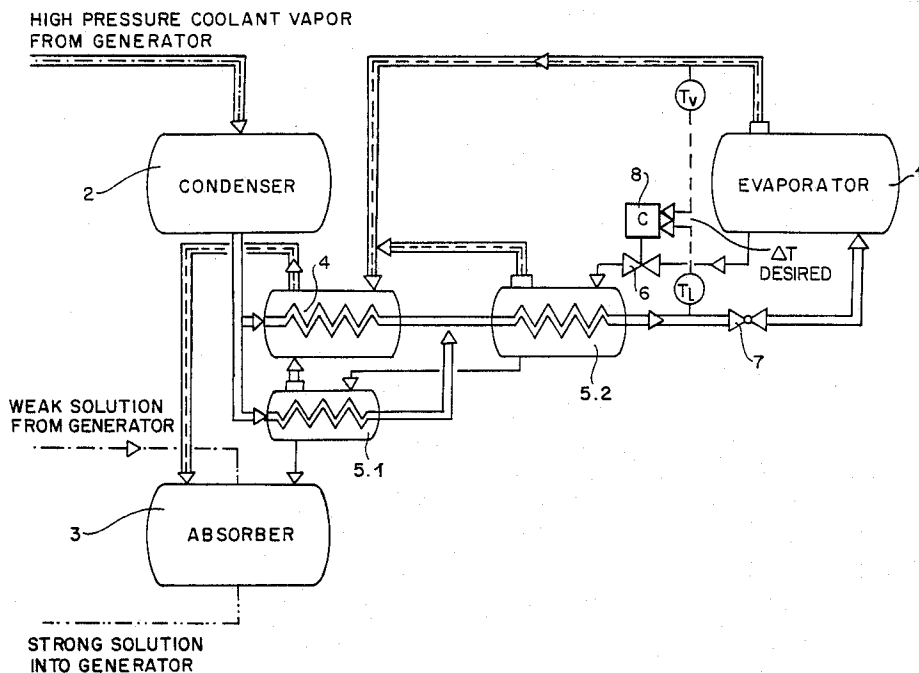 HIGH PRESSURE COOLANT VAPOR
FROM GENERATOR
2
CONDENSER
TV
EVAPORATOR
1
8
C
ΔT
DESIRED
4
6
TL
7
5.2
5.1
WEAK SOLUTION
FROM GENERATOR
3
ABSORBER
STRONG SOLUTION
INTO GENERATOR